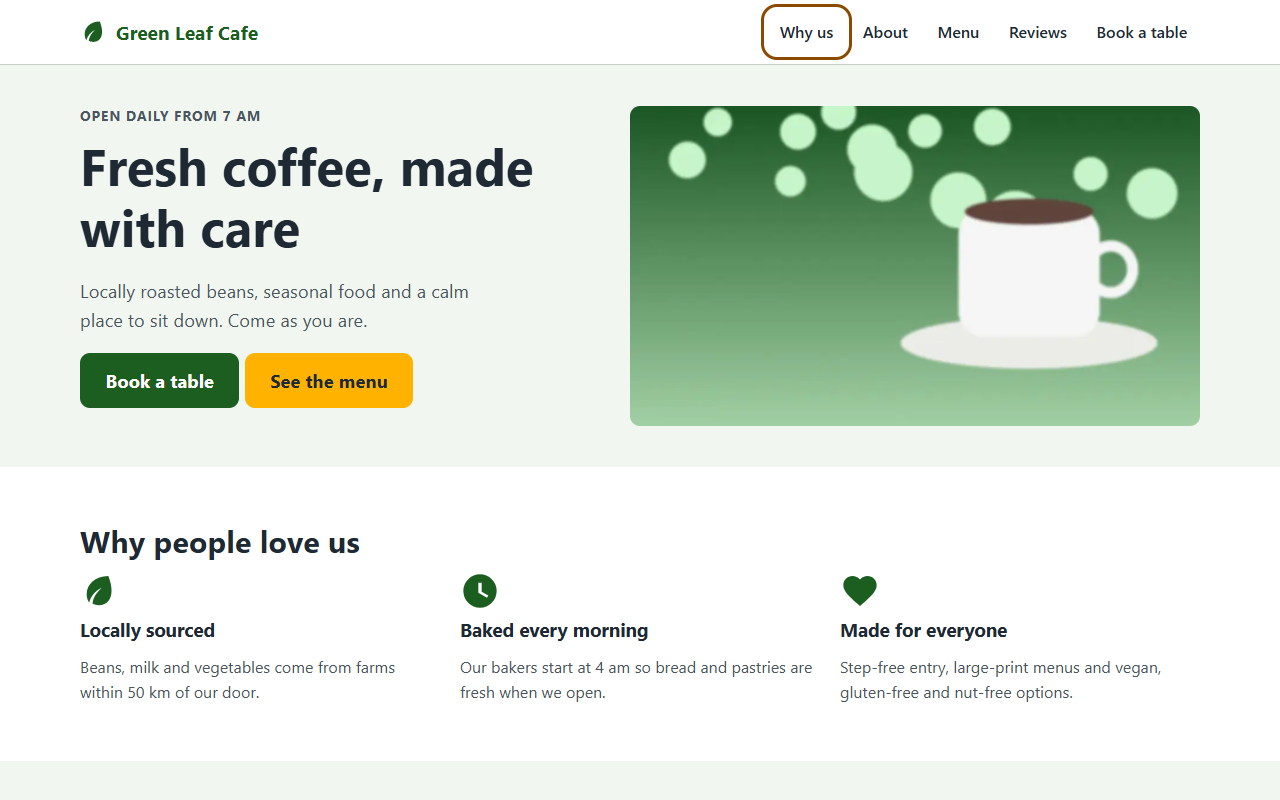 Green Leaf Cafe
Why us
About
Menu
Reviews
Book a table
OPEN DAILY FROM 7 AM
Fresh coffee, made
with care
Locally roasted beans, seasonal food and a calm
place to sit down. Come as you are.
Book a table
See the menu
Why people love us
Locally sourced
Beans, milk and vegetables come from farms
within 50 km of our door.
Baked every morning
Our bakers start at 4 am so bread and pastries are
fresh when we open.
Made for everyone
Step-free entry, large-print menus and vegan,
gluten-free and nut-free options.